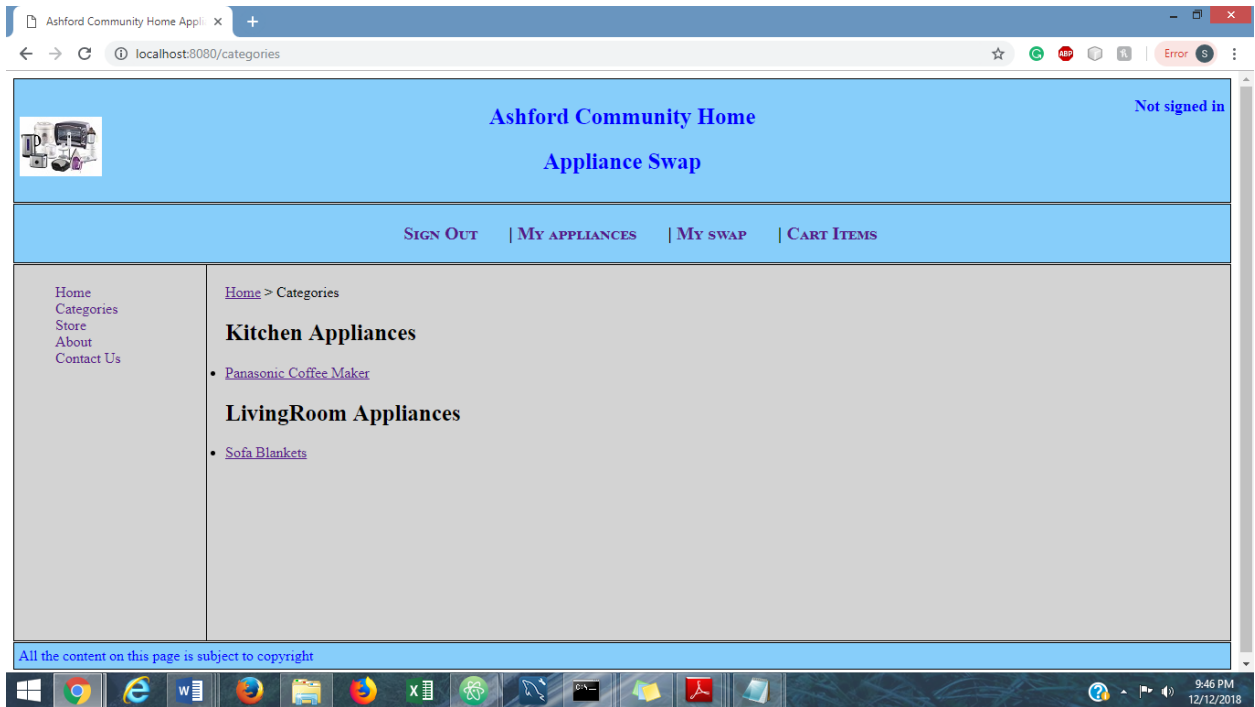 Ashford Community Home Appli
localhost:8080/categories
ABP
Error S
Ashford Community Home
Appliance Swap
Not signed in
Sign Out | My appliances | My swap | Cart Items
Home
Categories
Store
About
Contact Us
Home > Categories
Kitchen Appliances
• Panasonic Coffee Maker
LivingRoom Appliances
• Sofa Blankets
All the content on this page is subject to copyright
9:46 PM
12/12/2018